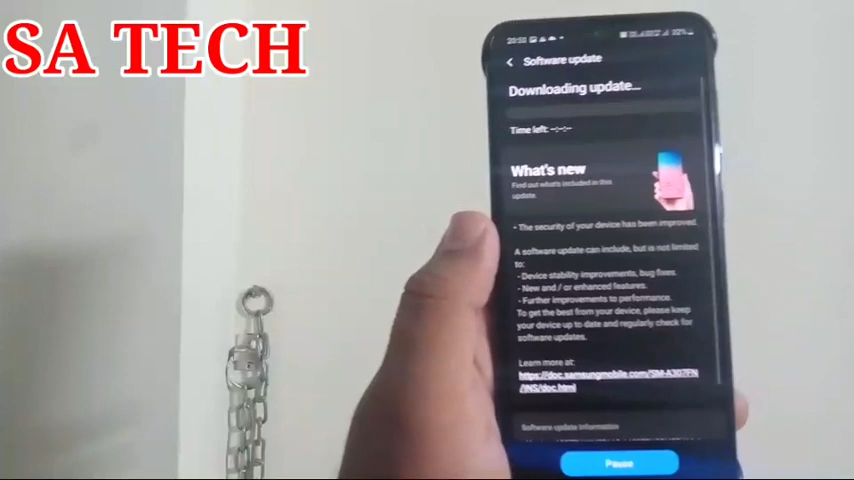 SA TECH
20:53
32%
Software update
Downloading update...
Time left: --:--:--
What's new
Find out what's included in this
update.
• The security of your device has been improved.
A software update can include, but is not limited
to:
- Device stability improvements, bug fixes.
- New and / or enhanced features.
- Further improvements to performance.
To get the best from your device, please keep
your device up to date and regularly check for
software updates.
Learn more at:
https://doc.samsungmobile.com/SM-A307FN
/INS/doc.html
Software update information
Pause